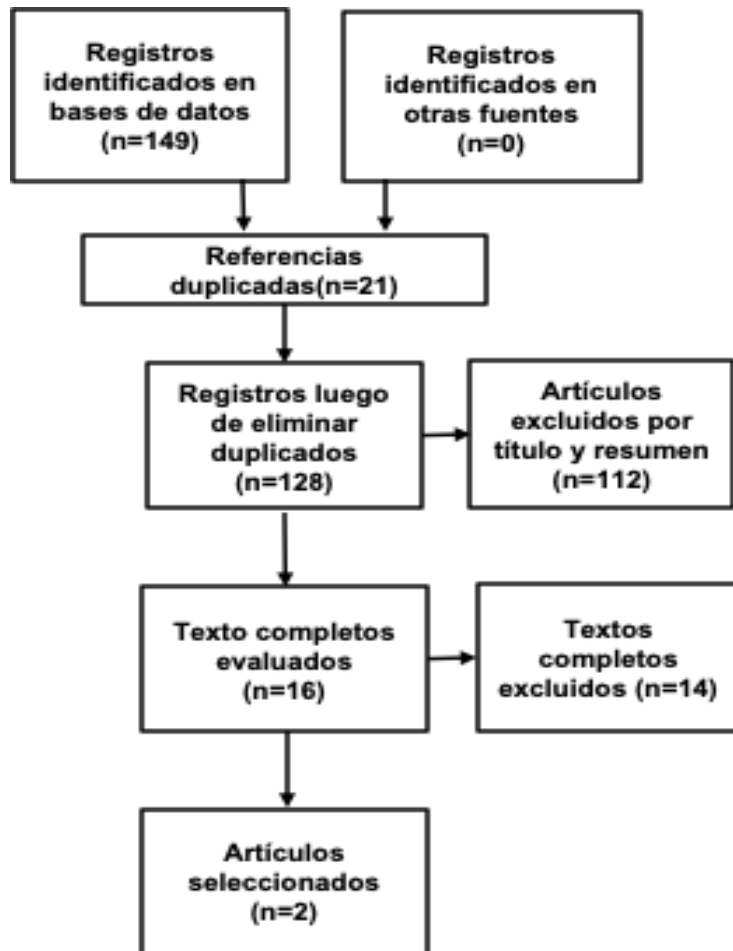 Registros
identificados en
bases de datos
(n=149)
Registros
identificados en
otras fuentes
(n=0)
Referencias
duplicadas(n=21)
Registros luego
de eliminar
duplicados
(n=128)
Artículos
excluidos por
título y resumen
(n=112)
Texto completos
evaluados
(n=16)
Textos
completos
excluidos (n=14)
Artículos
seleccionados
(n=2)